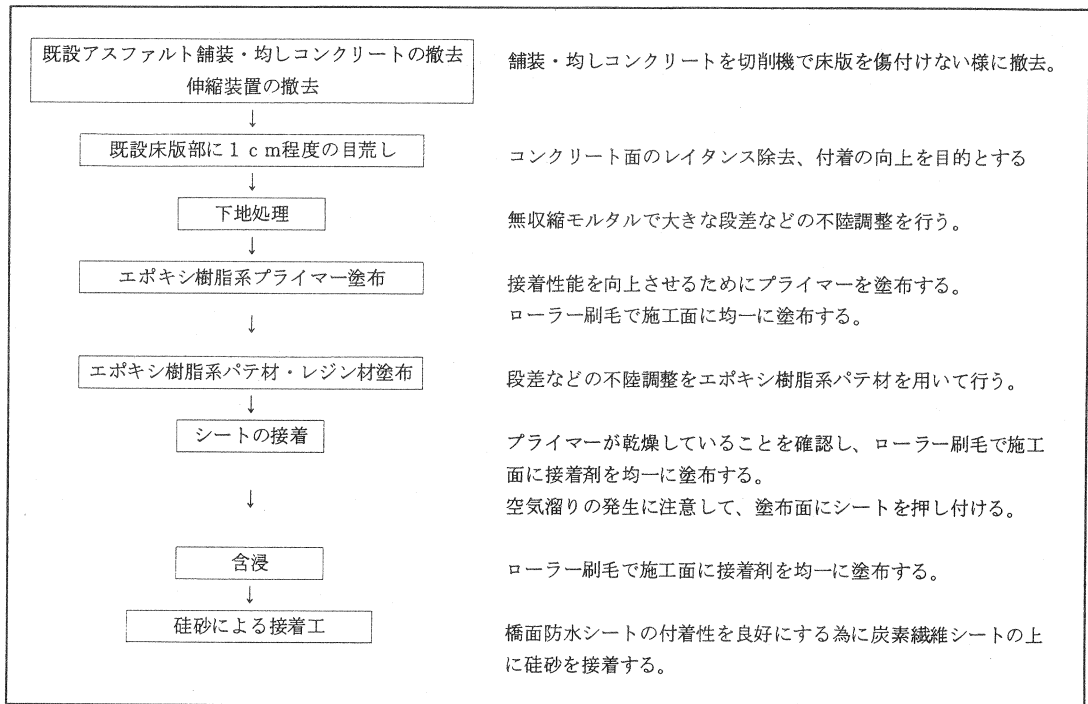 既設アスファルト舗装・均しコンクリートの撤去
伸縮装置の撤去
舗装・均しコンクリートを切削機で床版を傷付けない様に撤去。
↓
既設床版部に１ｃｍ程度の目荒し
コンクリート面のレイタンス除去、付着の向上を目的とする
↓
下地処理
無収縮モルタルで大きな段差などの不陸調整を行う。
↓
エポキシ樹脂系プライマー塗布
接着性能を向上させるためにプライマーを塗布する。
ローラー刷毛で施工面に均一に塗布する。
↓
エポキシ樹脂系パテ材・レジン材塗布
段差などの不陸調整をエポキシ樹脂系パテ材を用いて行う。
↓
シートの接着
プライマーが乾燥していることを確認し、ローラー刷毛で施工
面に接着剤を均一に塗布する。
空気溜りの発生に注意して、塗布面にシートを押し付ける。
↓
含浸
ローラー刷毛で施工面に接着剤を均一に塗布する。
↓
硅砂による接着工
橋面防水シートの付着性を良好にする為に炭素繊維シートの上
に硅砂を接着する。